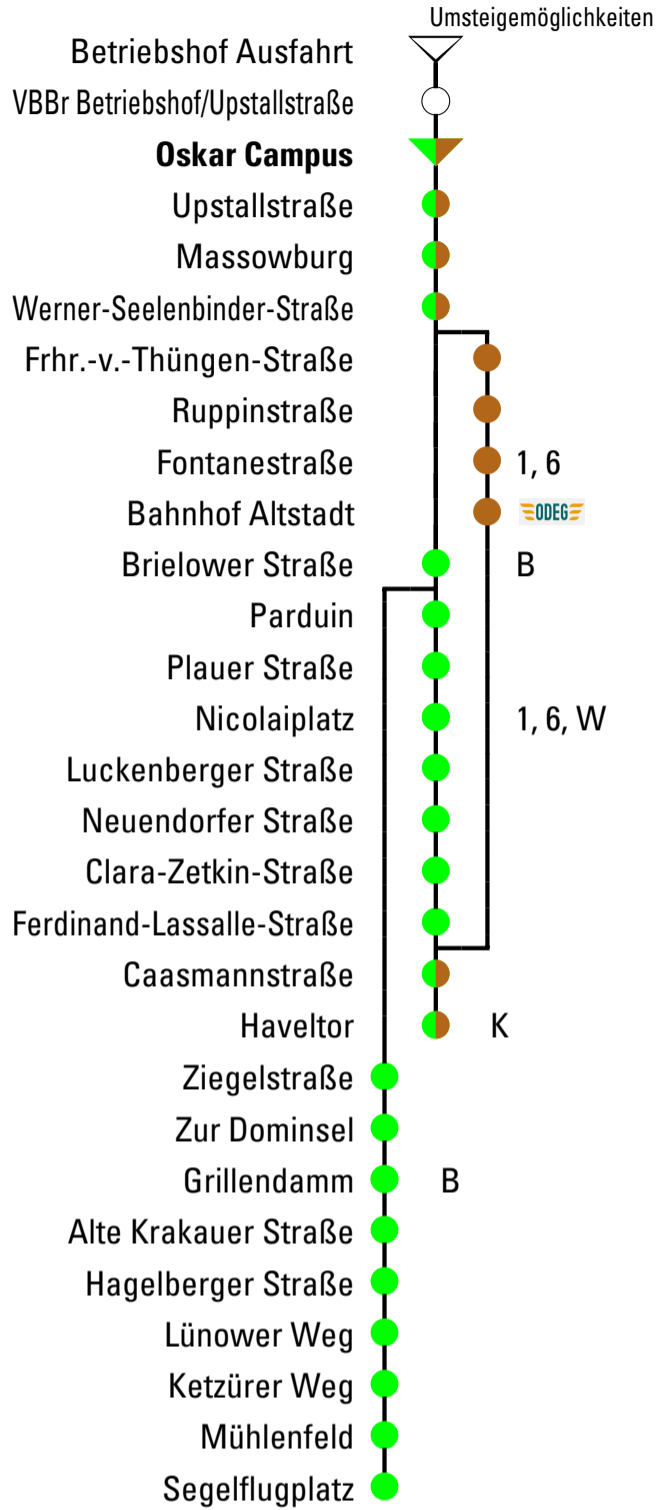 Umsteigemöglichkeiten
Betriebshof Ausfahrt
VBBr Betriebshof/Upstallstraße
Oskar Campus
Upstallstraße
Massowburg
Werner-Seelenbinder-Straße
Frhr.-v.-Thüngen-Straße
Ruppinstraße
Fontanestraße 1, 6
Bahnhof Altstadt ODEG
Brielower Straße B
Parduin
Plauer Straße
Nicolaiplatz 1, 6, W
Luckenberger Straße
Neuendorfer Straße
Clara-Zetkin-Straße
Ferdinand-Lassalle-Straße
Caasmannstraße
Haveltor K
Ziegelstraße
Zur Dominsel
Grillendamm B
Alte Krakauer Straße
Hagelberger Straße
Lünower Weg
Ketzürer Weg
Mühlenfeld
Segelflugplatz